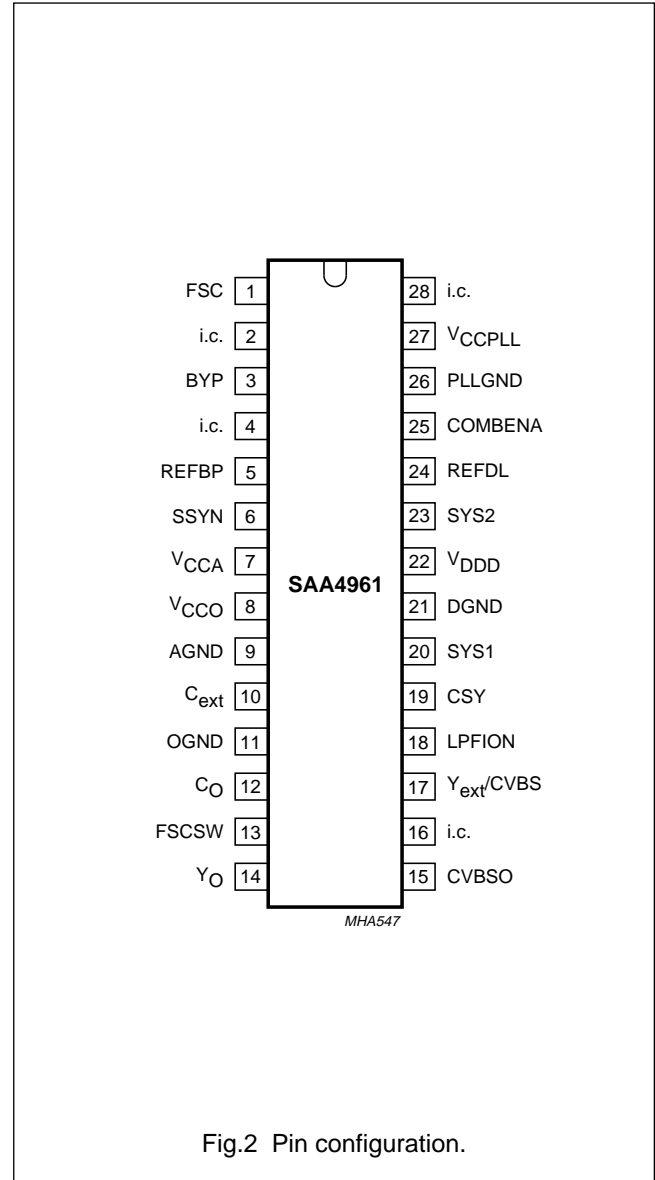 FSC 1 28 i.c.
i.c. 2 27 VCCPLL
BYP 3 26 PLLGND
i.c. 4 25 COMBENA
REFBP 5 24 REFDL
SSYN 6 23 SYS2
VCCA 7 22 VDDD
SAA4961
VCCO 8 21 DGND
AGND 9 20 SYS1
Cext 10 19 CSY
OGND 11 18 LPFION
CO 12 17 Yext/CVBS
FSCSW 13 16 i.c.
YO 14 15 CVBSO
MHA547
Fig.2 Pin configuration.